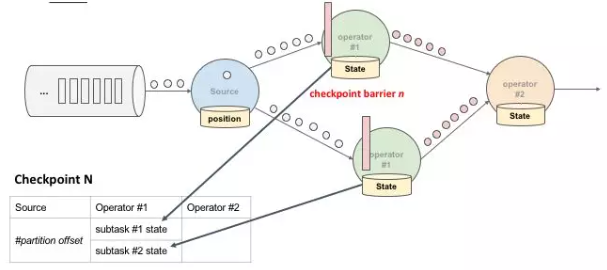 operator
#1
State
checkpoint barrier n
...
Source
position
operator
#2
State
operator
#1
State
Checkpoint N
Source Operator #1 Operator #2
#partition offset
subtask #1 state
subtask #2 state